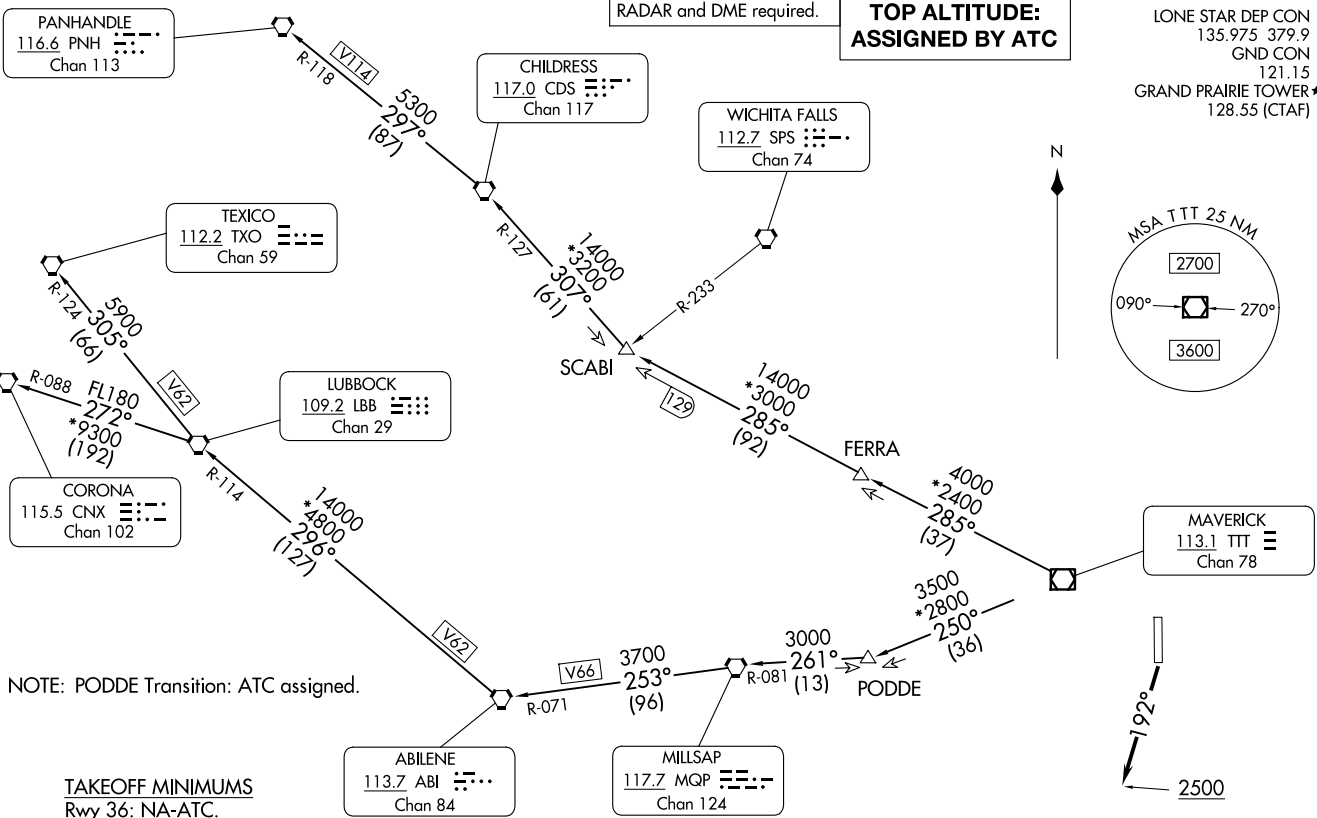 PANHANDLE
116.6 PNH
Chan 113
RADAR and DME required.
TOP ALTITUDE:
ASSIGNED BY ATC
LONE STAR DEP CON
135.975 379.9
GND CON
121.15
GRAND PRAIRIE TOWER★
128.55 (CTAF)
R-118
V114
5300
297°
(87)
CHILDRESS
117.0 CDS
Chan 117
WICHITA FALLS
112.7 SPS
Chan 74
N
MSA TTT 25 NM
2700
090°
270°
3600
TEXICO
112.2 TXO
Chan 59
R-127
14000
*3200
307°
(61)
R-233
SCABI
R-124
5900
305°
(66)
V62
R-088
FL180
272°
*9300
(192)
LUBBOCK
109.2 LBB
Chan 29
129
14000
*3000
285°
(92)
FERRA
CORONA
115.5 CNX
Chan 102
R-114
14000
*4800
296°
(127)
4000
*2400
285°
(37)
MAVERICK
113.1 TTT
Chan 78
3500
*2800
250°
(36)
V62
V66
3700
253°
(96)
R-071
R-081
3000
261°
(13)
PODDE
NOTE: PODDE Transition: ATC assigned.
192°
2500
ABILENE
113.7 ABI
Chan 84
MILLSAP
117.7 MQP
Chan 124
TAKEOFF MINIMUMS
Rwy 36: NA-ATC.